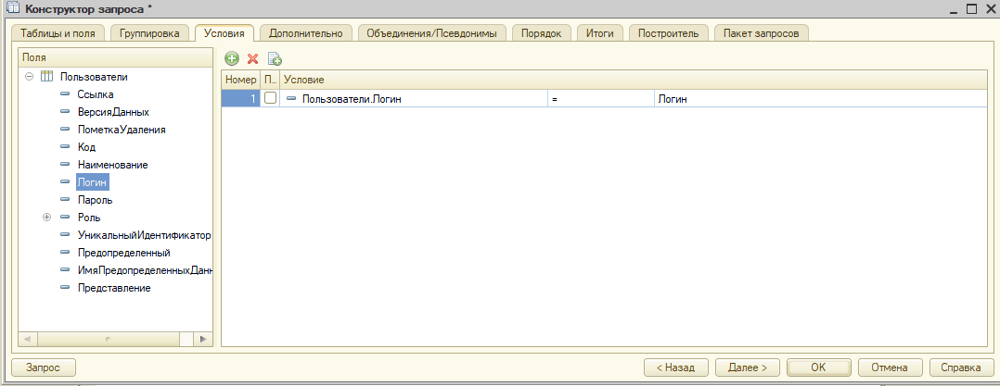 Конструктор запроса *
Таблицы и поля Группировка Условия Дополнительно Объединения/Псевдонимы Порядок Итоги Построитель Пакет запросов
Поля
Пользователи
Ссылка
ВерсияДанных
ПометкаУдаления
Код
Наименование
Логин
Пароль
Роль
УникальныйИдентификатор
Предопределенный
ИмяПредопределенныхДанн
Представление
Номер П... Условие
1 Пользователи.Логин = Логин
Запрос < Назад Далее > OK Отмена Справка